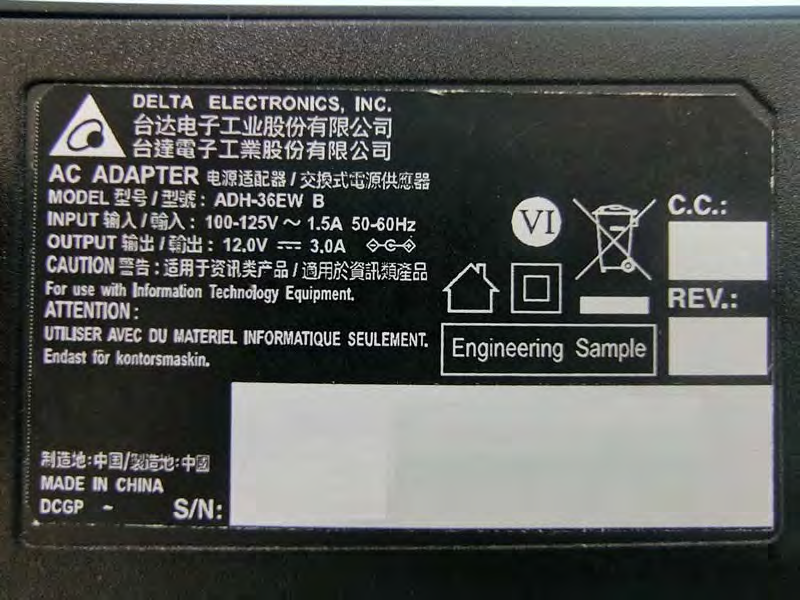 DELTA ELECTRONICS, INC.
台达电子工业股份有限公司
台達電子工業股份有限公司
AC ADAPTER 电源适配器 / 交換式電源供應器
MODEL 型号 / 型號 : ADH-36EW B
INPUT 输入 / 輸入 : 100-125V ~ 1.5A 50-60Hz
OUTPUT 输出 / 輸出 : 12.0V ⎓ 3.0A
CAUTION 警告 : 适用于资讯类产品 / 適用於資訊類產品
For use with Information Technology Equipment.
ATTENTION :
UTILISER AVEC DU MATERIEL INFORMATIQUE SEULEMENT.
Endast för kontorsmaskin.
VI
C.C.:
REV.:
Engineering Sample
制造地:中国/製造地:中國
MADE IN CHINA
DCGP ~
S/N: